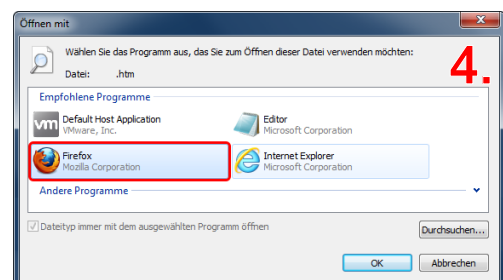 Öffnen mit
Wählen Sie das Programm aus, das Sie zum Öffnen dieser Datei verwenden möchten:
4.
Datei: .htm
Empfohlene Programme
vm Default Host Application
VMware, Inc.
Editor
Microsoft Corporation
Firefox
Mozilla Corporation
Internet Explorer
Microsoft Corporation
Andere Programme
Dateityp immer mit dem ausgewählten Programm öffnen
Durchsuchen...
OK
Abbrechen